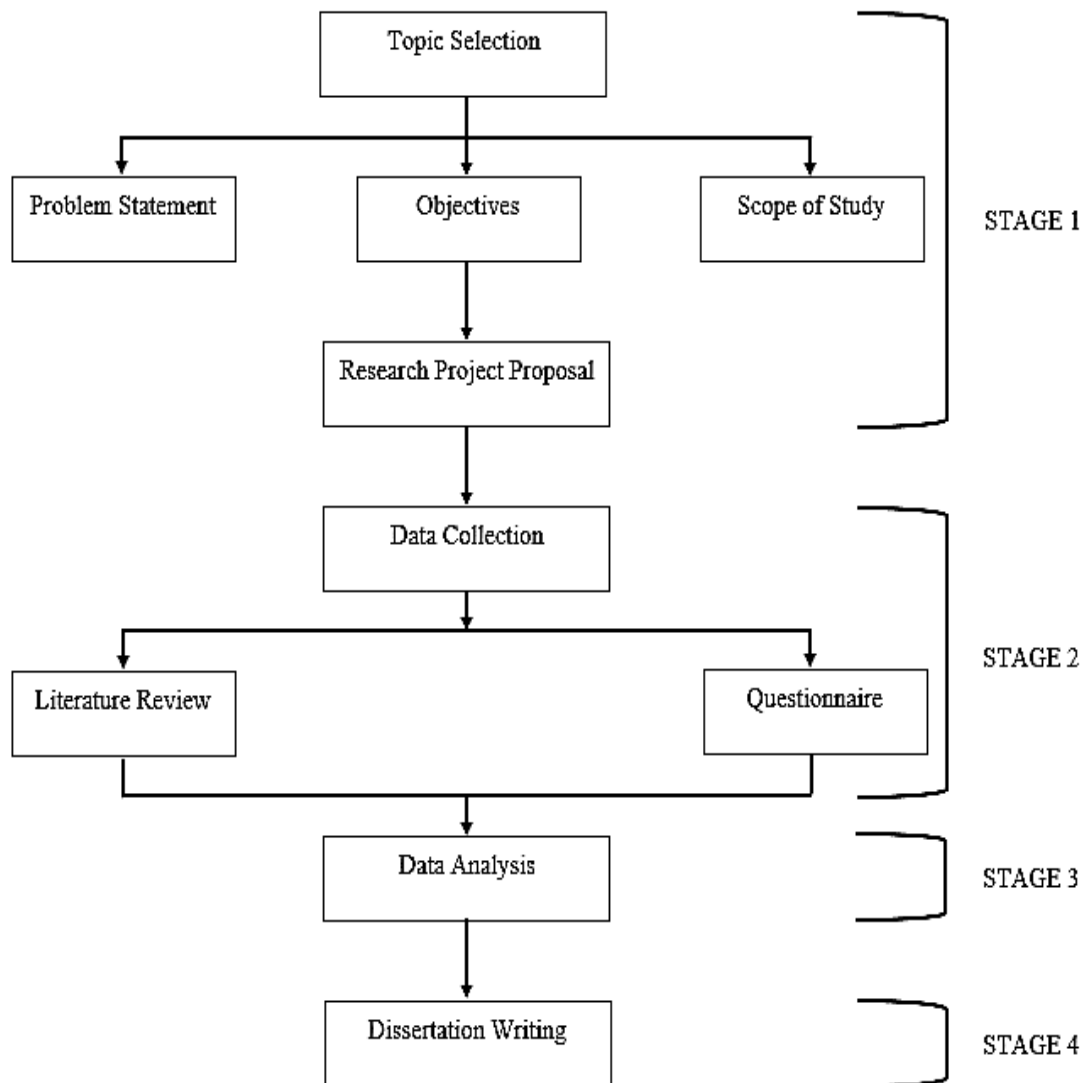 Topic Selection
Problem Statement
Objectives
Scope of Study
STAGE 1
Research Project Proposal
Data Collection
STAGE 2
Literature Review
Questionnaire
Data Analysis
STAGE 3
Dissertation Writing
STAGE 4